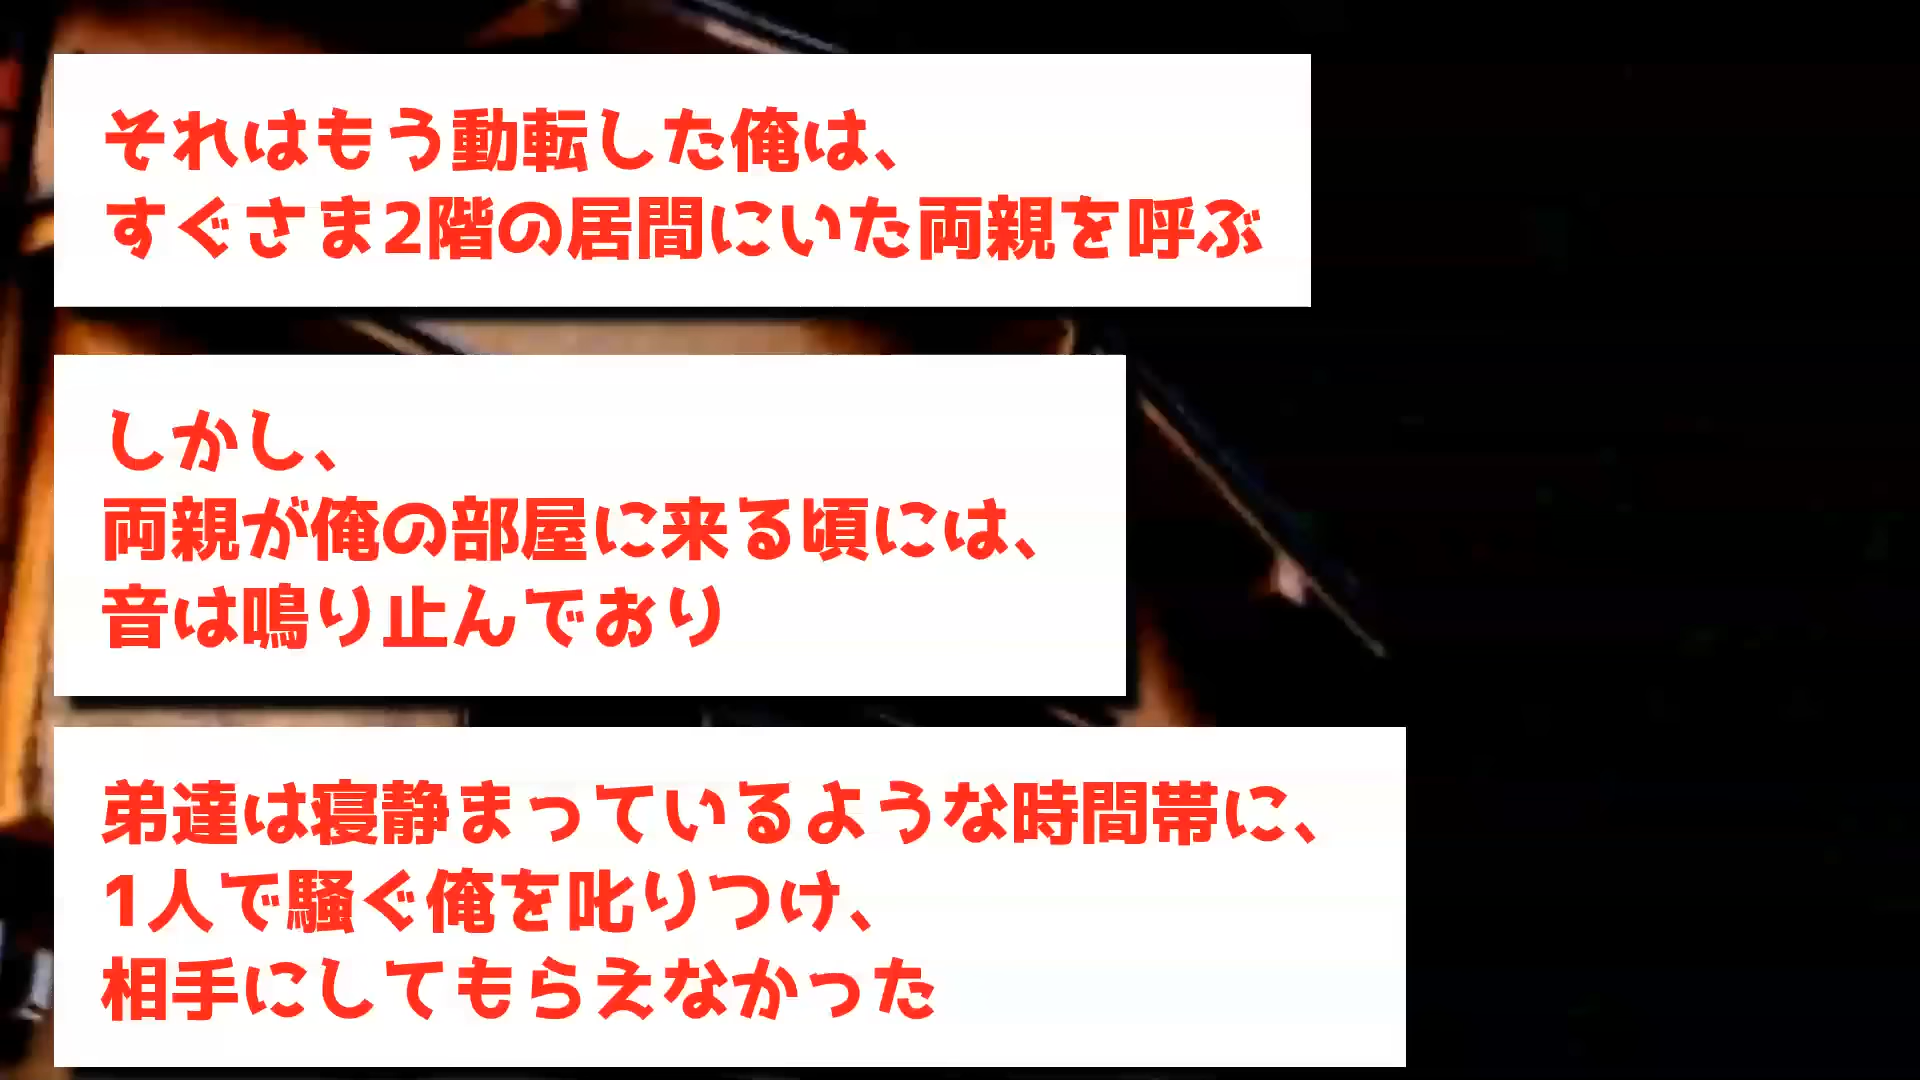 それはもう動転した俺は、
すぐさま2階の居間にいた両親を呼ぶ
しかし、
両親が俺の部屋に来る頃には、
音は鳴り止んでおり
弟達は寝静まっているような時間帯に、
1人で騒ぐ俺を叱りつけ、
相手にしてもらえなかった